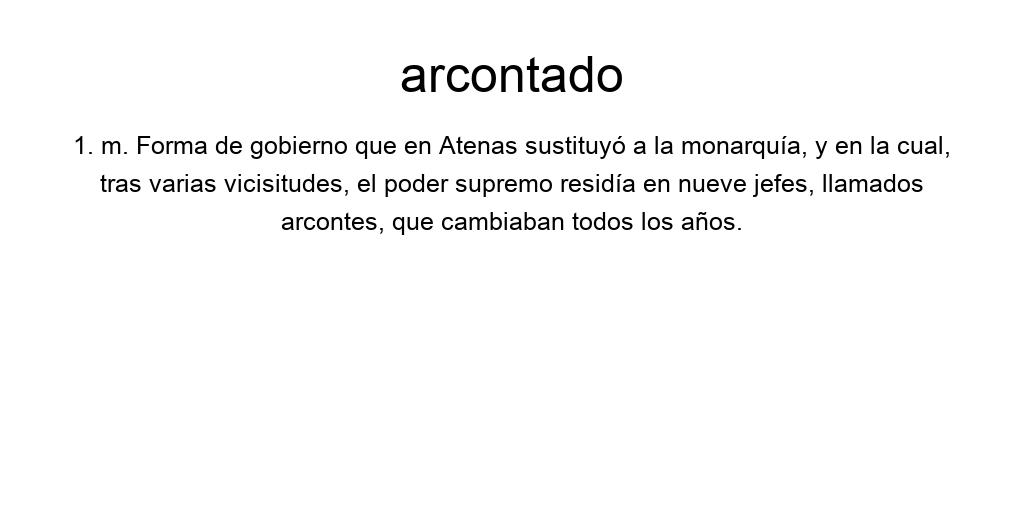 arcontado
1. m. Forma de gobierno que en Atenas sustituyó a la monarquía, y en la cual,
tras varias vicisitudes, el poder supremo residía en nueve jefes, llamados
arcontes, que cambiaban todos los años.